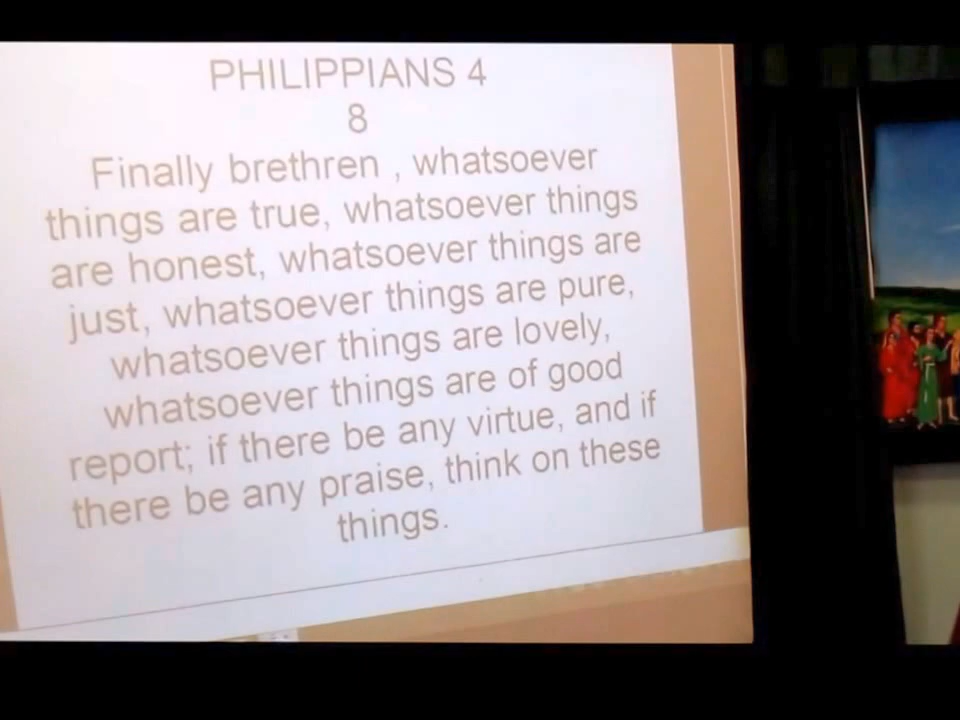 PHILIPPIANS 4
8
Finally brethren , whatsoever
things are true, whatsoever things
are honest, whatsoever things are
just, whatsoever things are pure,
whatsoever things are lovely,
whatsoever things are of good
report; if there be any virtue, and if
there be any praise, think on these
things.